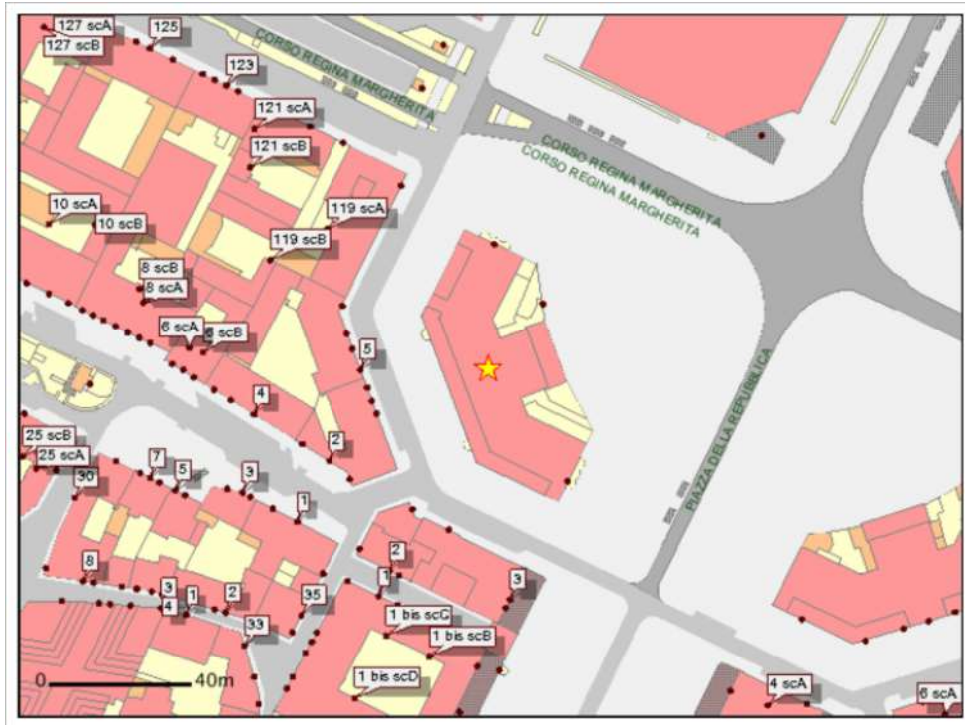 127 scA
125
127 scB
CORSO REGINA MARGHERITA
123
121 scA
121 scB
CORSO REGINA MARGHERITA
CORSO REGINA MARGHERITA
10 scA
119 scA
10 scB
119 scB
8 scB
8 scA
6 scA
6 scB
5
4
2
PIAZZA DELLA REPUBBLICA
25 scB
25 scA
7
5
3
30
1
2
8
3
1
2
1
3
4
35
33
1 bis scC
1 bis scB
1 bis scD
0
40m
4 scA
6 scA